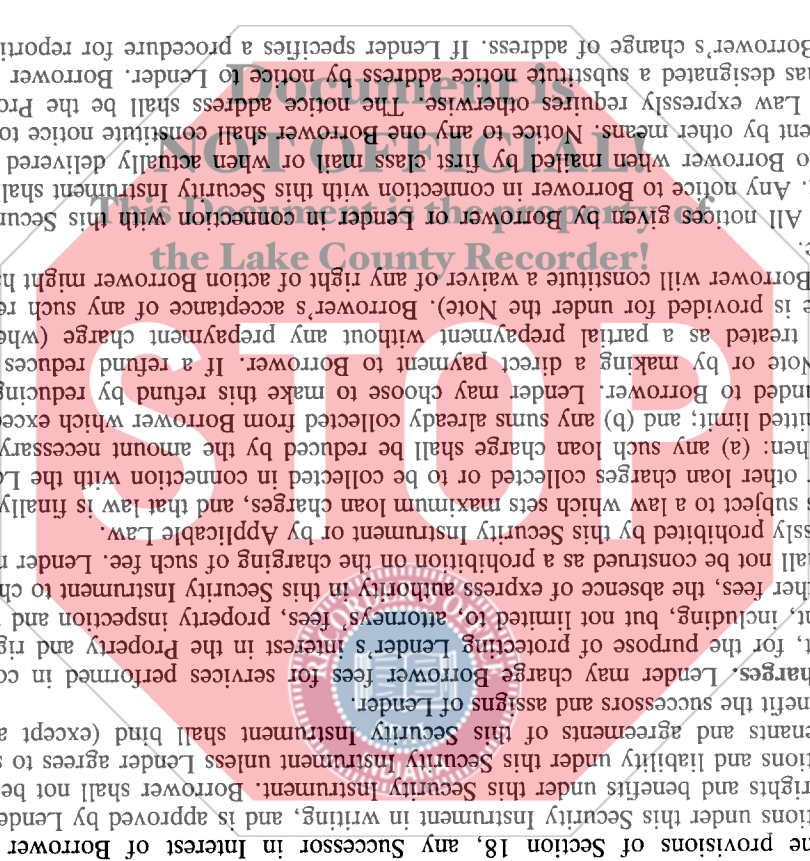 he provisions of Section 18, any Successor in Interest of Borrower
tions under this Security Instrument in writing, and is approved by Lende
rights and benefits under this Security Instrument. Borrower shall not be
tions and liability under this Security Instrument unless Lender agrees to s
enants and agreements of this Security Instrument shall bind (except a
nefit the successors and assigns of Lender.
harges. Lender may charge Borrower fees for services performed in co
t, for the purpose of protecting Lender's interest in the Property and rig
nt, including, but not limited to, attorneys' fees, property inspection and
her fees, the absence of express authority in this Security Instrument to ch
all not be construed as a prohibition on the charging of such fee. Lender
ssly prohibited by this Security Instrument or by Applicable Law.
s subject to a law which sets maximum loan charges, and that law is finally
r other loan charges collected or to be collected in connection with the Lo
hen: (a) any such loan charge shall be reduced by the amount necessary
itted limit; and (b) any sums already collected from Borrower which exce
unded to Borrower. Lender may choose to make this refund by reducing
Note or by making a direct payment to Borrower. If a refund reduces
treated as a partial prepayment without any prepayment charge (whe
e is provided for under the Note). Borrower's acceptance of any such re
Borrower will constitute a waiver of any right of action Borrower might ha
All notices given by Borrower or Lender in connection with this Secur
. Any notice to Borrower in connection with this Security Instrument shall
o Borrower when mailed by first class mail or when actually delivered
ent by other means. Notice to any one Borrower shall constitute notice to
Law expressly requires otherwise. The notice address shall be the Pro
as designated a substitute notice address by notice to Lender. Borrower
Borrower's change of address. If Lender specifies a procedure for reporti
Document is
NOT OFFICIAL!
This Document is the property of
the Lake County Recorder!
STOP